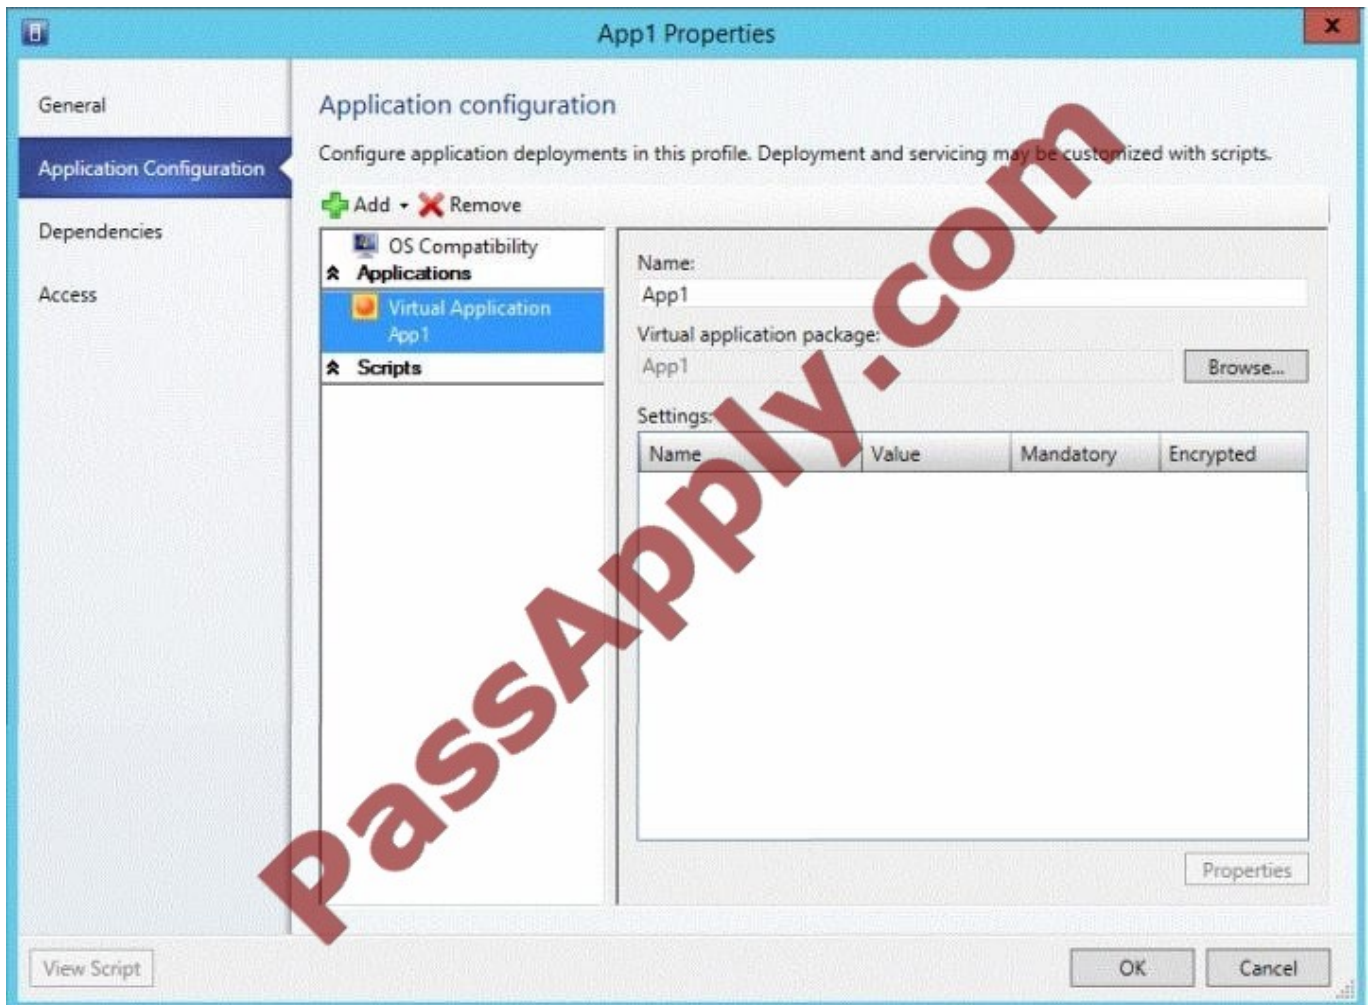 App1 Properties
x
General
Application Configuration
Dependencies
Access
Application configuration
Configure application deployments in this profile. Deployment and servicing may be customized with scripts.
Add
Remove
OS Compatibility
Applications
Virtual Application
App1
Scripts
Name:
App1
Virtual application package:
App1
Browse...
Settings:
Name Value Mandatory Encrypted
Properties
View Script
OK
Cancel
PassApply.com